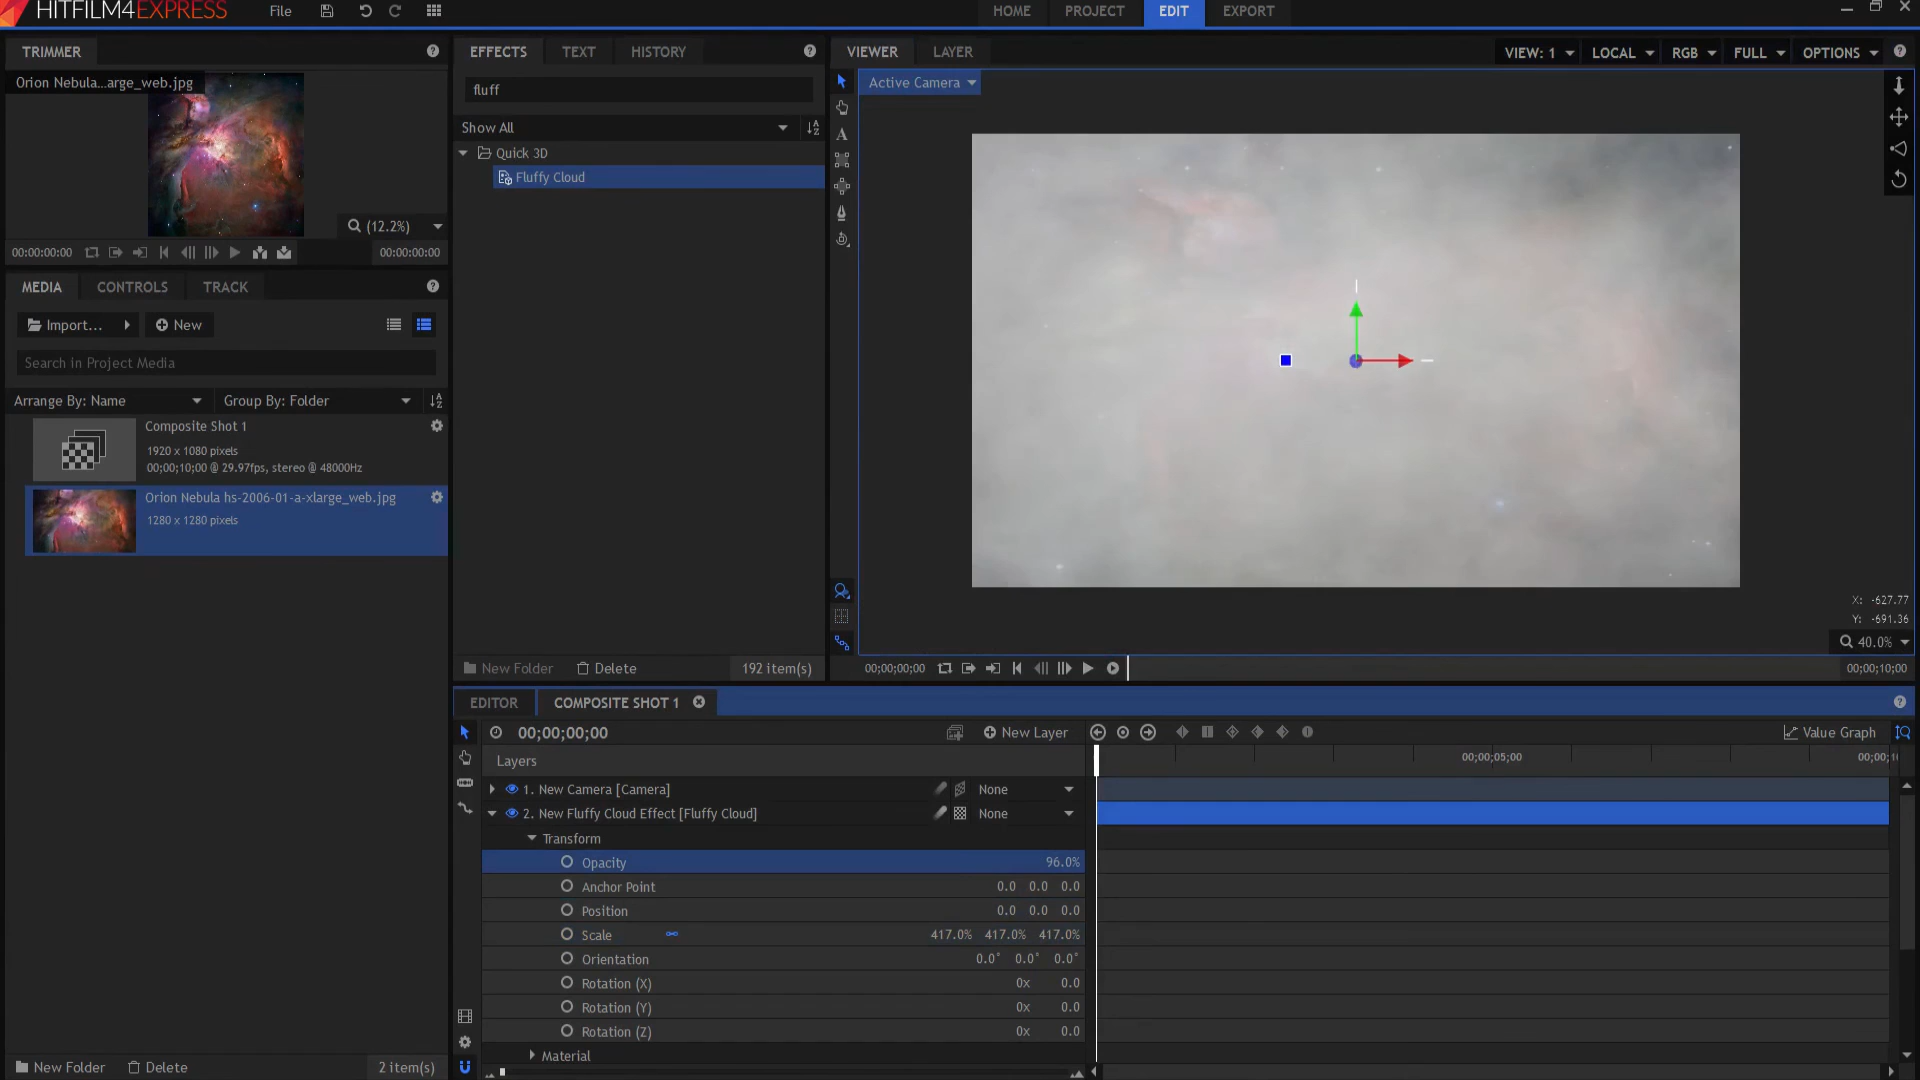 HITFILM4EXPRESS
File
HOME
PROJECT
EDIT
EXPORT
TRIMMER
Orion Nebula...arge_web.jpg
(12.2%)
00:00:00:00
00:00:00:00
MEDIA
CONTROLS
TRACK
Import...
New
Search in Project Media
Arrange By: Name
Group By: Folder
Composite Shot 1
1920 x 1080 pixels
00;00;10;00 @ 29.97fps, stereo @ 48000Hz
Orion Nebula hs-2006-01-a-xlarge_web.jpg
1280 x 1280 pixels
New Folder
Delete
2 item(s)
EFFECTS
TEXT
HISTORY
fluff
Show All
Quick 3D
Fluffy Cloud
New Folder
Delete
192 item(s)
VIEWER
LAYER
VIEW: 1
LOCAL
RGB
FULL
OPTIONS
Active Camera
X: -627.77
Y: -691.36
40.0%
00;00;00;00
00;00;10;00
EDITOR
COMPOSITE SHOT 1
00;00;00;00
New Layer
Value Graph
Layers
00;00;05;00
00;00;1
1. New Camera [Camera]
None
2. New Fluffy Cloud Effect [Fluffy Cloud]
None
Transform
Opacity 96.0%
Anchor Point 0.0 0.0 0.0
Position 0.0 0.0 0.0
Scale 417.0% 417.0% 417.0%
Orientation 0.0° 0.0° 0.0°
Rotation (X) 0x 0.0
Rotation (Y) 0x 0.0
Rotation (Z) 0x 0.0
Material